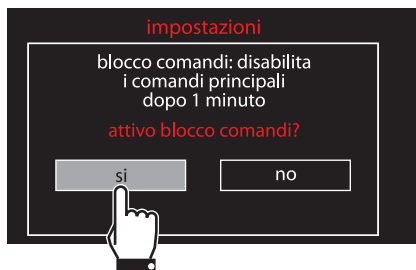 impostazioni
blocco comandi: disabilita
i comandi principali
dopo 1 minuto
attivo blocco comandi?
si
no